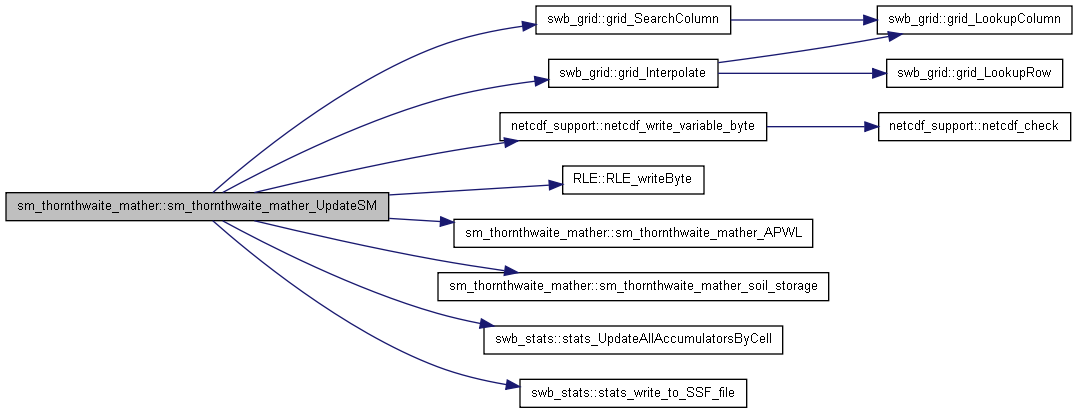 swb_grid::grid_SearchColumn
swb_grid::grid_LookupColumn
swb_grid::grid_Interpolate
swb_grid::grid_LookupRow
netcdf_support::netcdf_write_variable_byte
netcdf_support::netcdf_check
RLE::RLE_writeByte
sm_thornthwaite_mather::sm_thornthwaite_mather_UpdateSM
sm_thornthwaite_mather::sm_thornthwaite_mather_APWL
sm_thornthwaite_mather::sm_thornthwaite_mather_soil_storage
swb_stats::stats_UpdateAllAccumulatorsByCell
swb_stats::stats_write_to_SSF_file